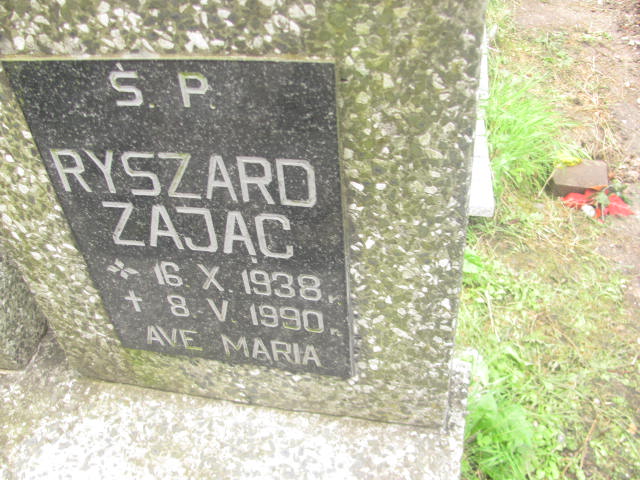 Ś. P.
RYSZARD
ZAJĄC
16. X. 1938 r.
8. V. 1990 r.
AVE MARIA